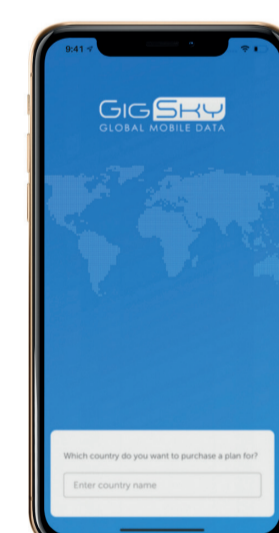 9:41
GIGSKY
GLOBAL MOBILE DATA
Which country do you want to purchase a plan for?
Enter country name